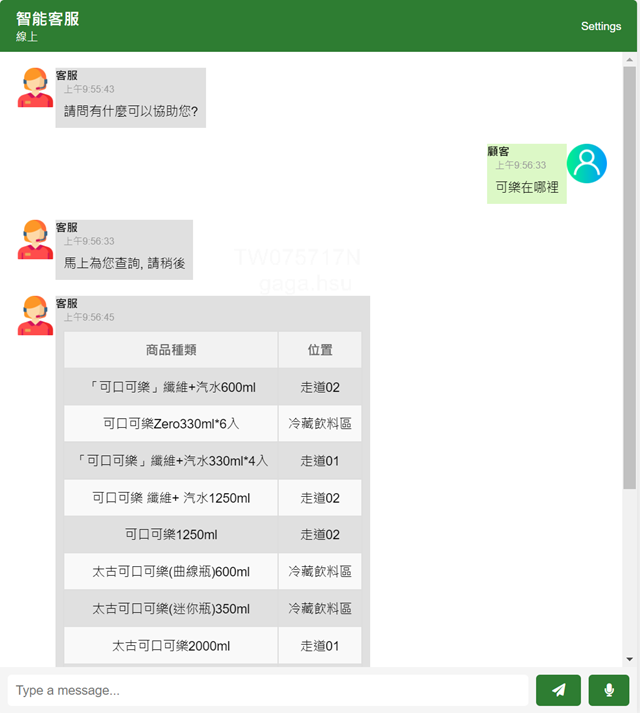 智能客服
線上
Settings
客服
上午9:55:43
請問有什麼可以協助您?
顧客
上午9:56:33
可樂在哪裡
客服
上午9:56:33
馬上為您查詢, 請稍後
TW075717N
gaga.hsu
客服
上午9:56:45
商品種類 位置
「可口可樂」纖維+汽水600ml 走道02
可口可樂Zero330ml*6入 冷藏飲料區
「可口可樂」纖維+汽水330ml*4入 走道01
可口可樂 纖維+ 汽水1250ml 走道02
可口可樂1250ml 走道02
太古可口可樂(曲線瓶)600ml 冷藏飲料區
太古可口可樂(迷你瓶)350ml 冷藏飲料區
太古可口可樂2000ml 走道01
Type a message...